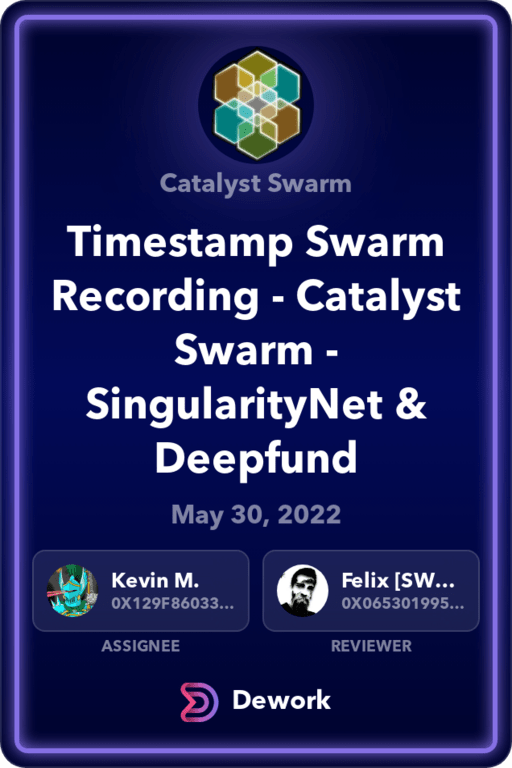 Catalyst Swarm
Timestamp Swarm
Recording - Catalyst
Swarm -
SingularityNet &
Deepfund
May 30, 2022
Kevin M.
0X129F86033...
Felix [SW...
0X065301995...
ASSIGNEE
REVIEWER
Dework